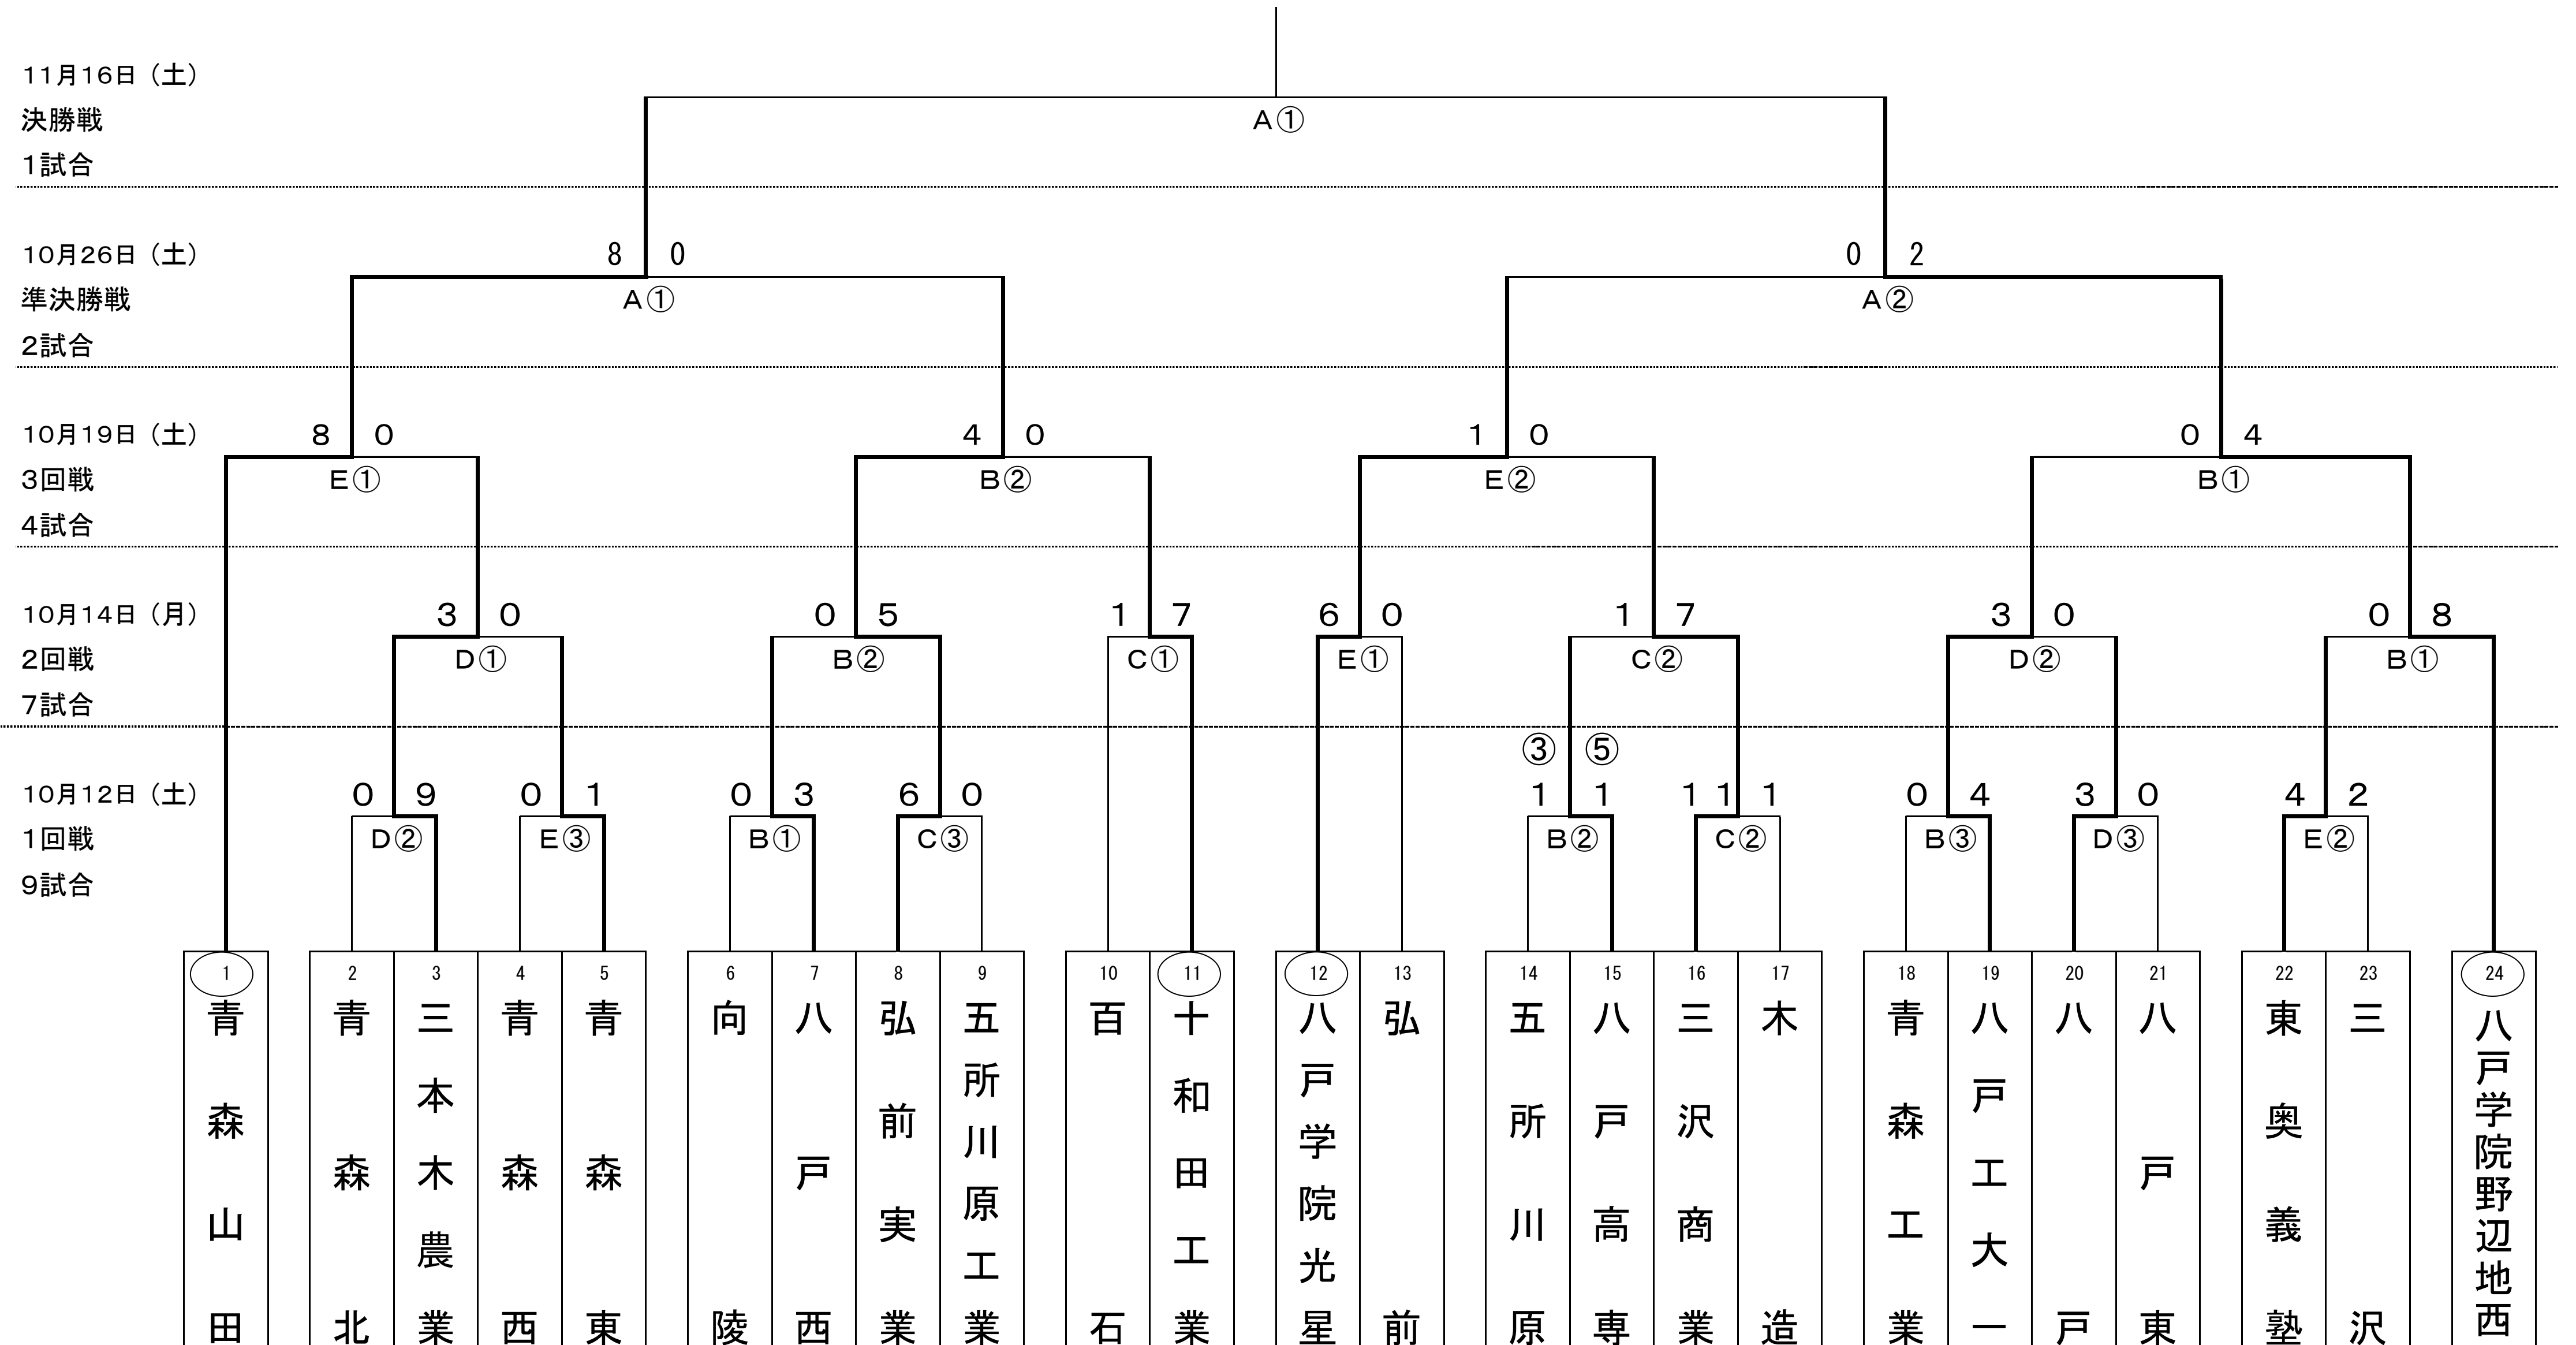 11月16日（土）
決勝戦
A①
1試合
10月26日（土）
8 0
0 2
準決勝戦
A①
A②
2試合
10月19日（土）
8 0
4 0
1 0
0 4
3回戦
E①
B②
E②
B①
4試合
10月14日（月）
3 0
0 5
1 7
6 0
1 7
3 0
0 8
2回戦
D①
B②
C①
E①
C②
D②
B①
7試合
③ ⑤
10月12日（土）
0 9
0 1
0 3
6 0
1 1
11 1
0 4
3 0
4 2
1回戦
D②
E③
B①
C③
B②
C②
B③
D③
E②
9試合
1
青森山田
2
青森北
3
三本木農業
4
青森西
5
青森東
6
向陵
7
八戸西
8
弘前実業
9
五所川原工業
10
百石
11
十和田工業
12
八戸学院光星
13
弘前
14
五所川原
15
八戸高専
16
三沢商業
17
木造
18
青森工業
19
八戸工大一
20
八戸
21
八戸東
22
東奥義塾
23
三沢
24
八戸学院野辺地西